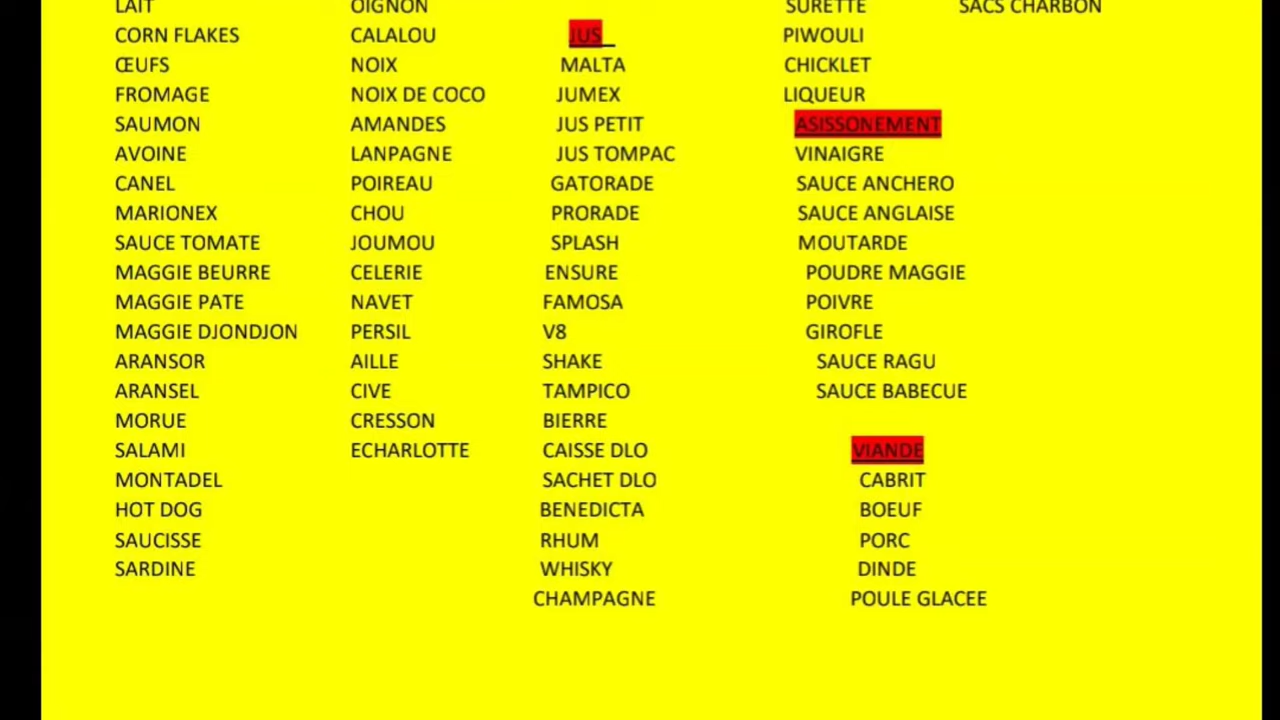 LAIT OIGNON SURETTE SACS CHARBON
CORN FLAKES CALALOU JUS PIWOULI
ŒUFS NOIX MALTA CHICKLET
FROMAGE NOIX DE COCO JUMEX LIQUEUR
SAUMON AMANDES JUS PETIT ASISSONEMENT
AVOINE LANPAGNE JUS TOMPAC VINAIGRE
CANEL POIREAU GATORADE SAUCE ANCHERO
MARIONEX CHOU PRORADE SAUCE ANGLAISE
SAUCE TOMATE JOUMOU SPLASH MOUTARDE
MAGGIE BEURRE CELERIE ENSURE POUDRE MAGGIE
MAGGIE PATE NAVET FAMOSA POIVRE
MAGGIE DJONDJON PERSIL V8 GIROFLE
ARANSOR AILLE SHAKE SAUCE RAGU
ARANSEL CIVE TAMPICO SAUCE BABECUE
MORUE CRESSON BIERRE
SALAMI ECHARLOTTE CAISSE DLO VIANDE
MONTADEL SACHET DLO CABRIT
HOT DOG BENEDICTA BOEUF
SAUCISSE RHUM PORC
SARDINE WHISKY DINDE
CHAMPAGNE POULE GLACEE